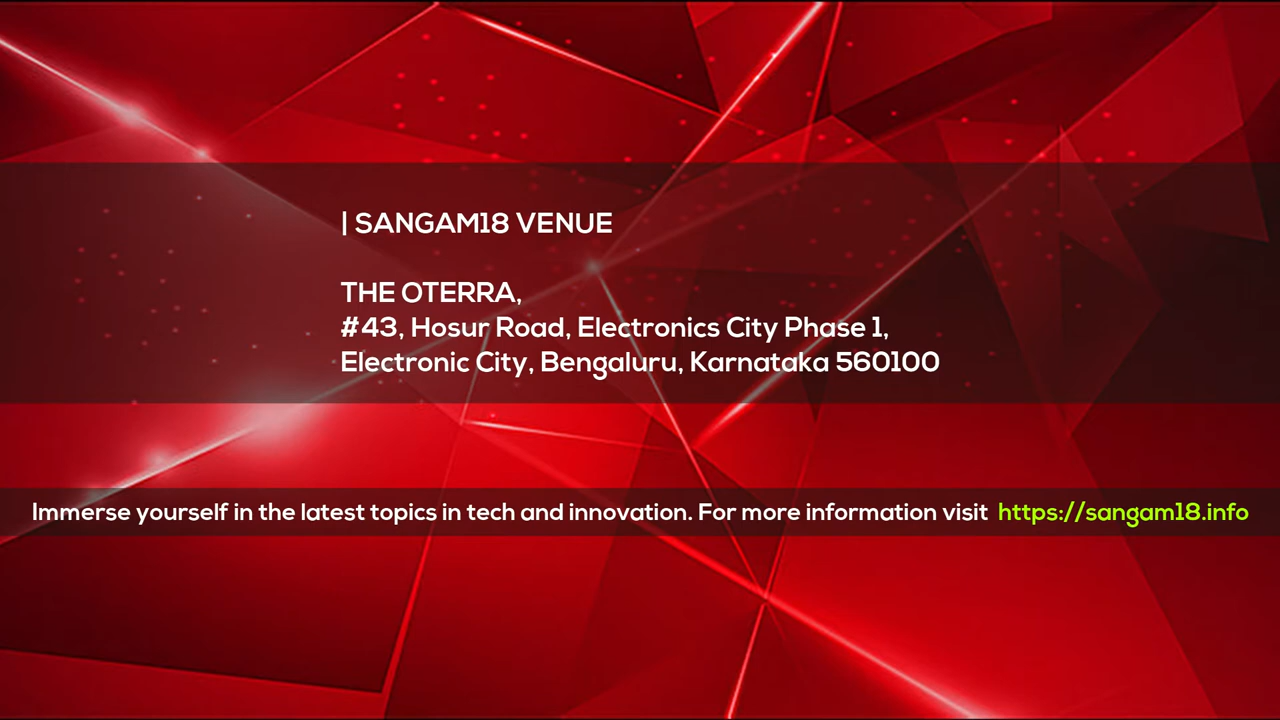 | SANGAM18 VENUE
THE OTERRA,
#43, Hosur Road, Electronics City Phase 1,
Electronic City, Bengaluru, Karnataka 560100
Immerse yourself in the latest topics in tech and innovation. For more information visit https://sangam18.info